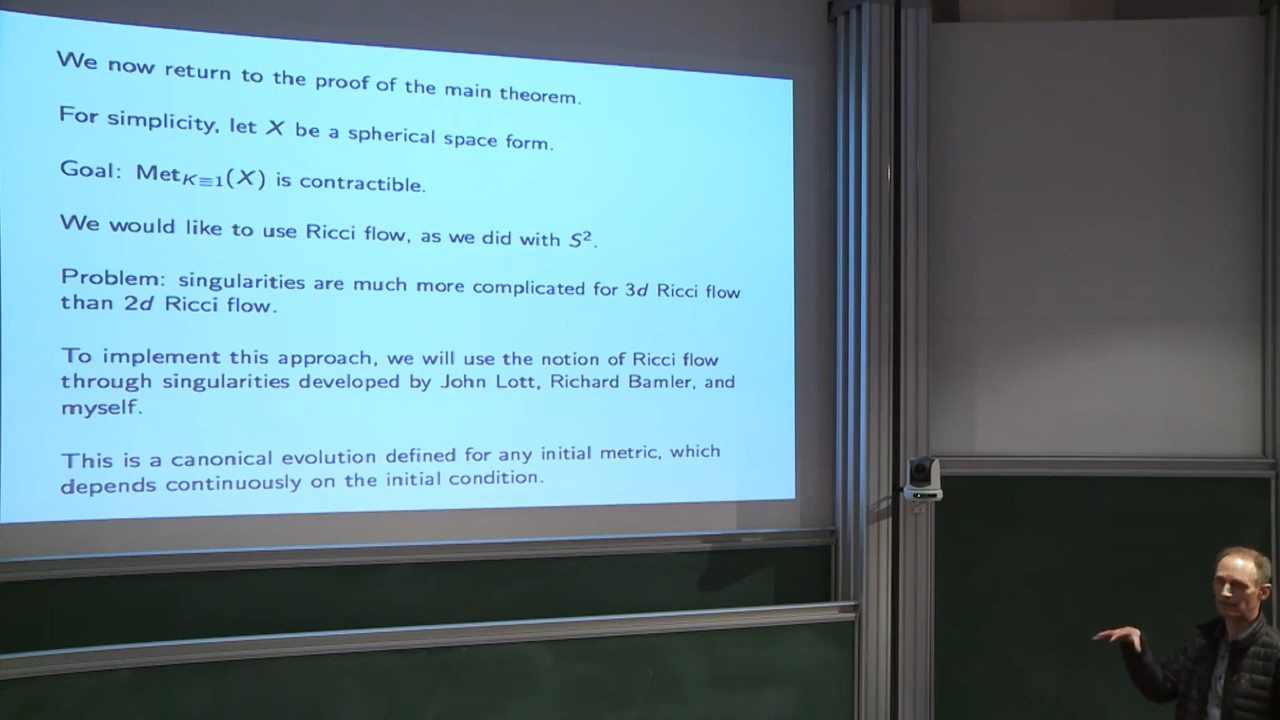 We now return to the proof of the main theorem.
For simplicity, let X be a spherical space form.
Goal: Met_{K≡1}(X) is contractible.
We would like to use Ricci flow, as we did with S².
Problem: singularities are much more complicated for 3d Ricci flow
than 2d Ricci flow.
To implement this approach, we will use the notion of Ricci flow
through singularities developed by John Lott, Richard Bamler, and
myself.
This is a canonical evolution defined for any initial metric, which
depends continuously on the initial condition.